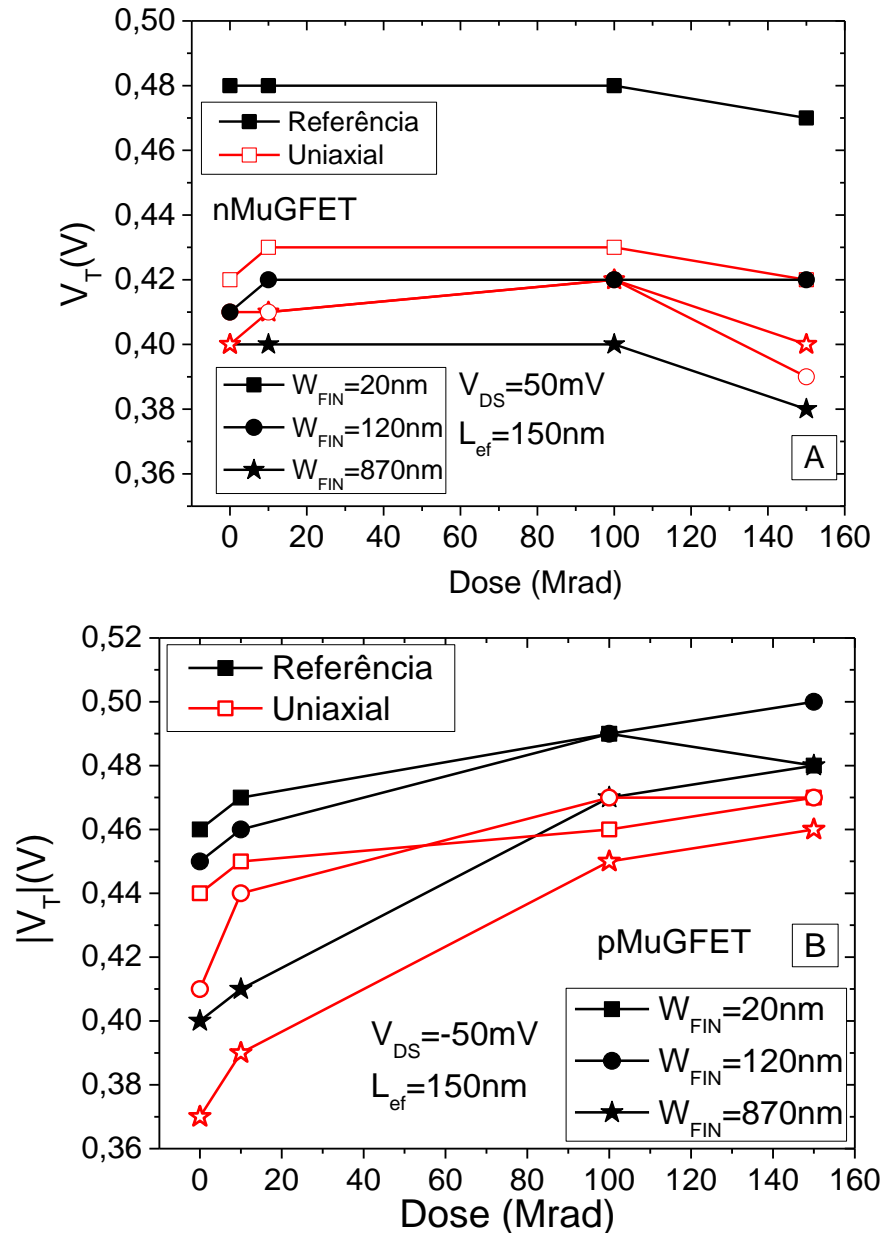 0,50
0,48
0,46
0,44
0,42
0,40
0,38
0,36
V_T(V)
Referência
Uniaxial
nMuGFET
W_FIN=20nm
W_FIN=120nm
W_FIN=870nm
V_DS=50mV
L_ef=150nm
A
0 20 40 60 80 100 120 140 160
Dose (Mrad)
0,52
0,50
0,48
0,46
0,44
0,42
0,40
0,38
0,36
|V_T|(V)
Referência
Uniaxial
pMuGFET
B
V_DS=-50mV
L_ef=150nm
W_FIN=20nm
W_FIN=120nm
W_FIN=870nm
0 20 40 60 80 100 120 140 160
Dose (Mrad)